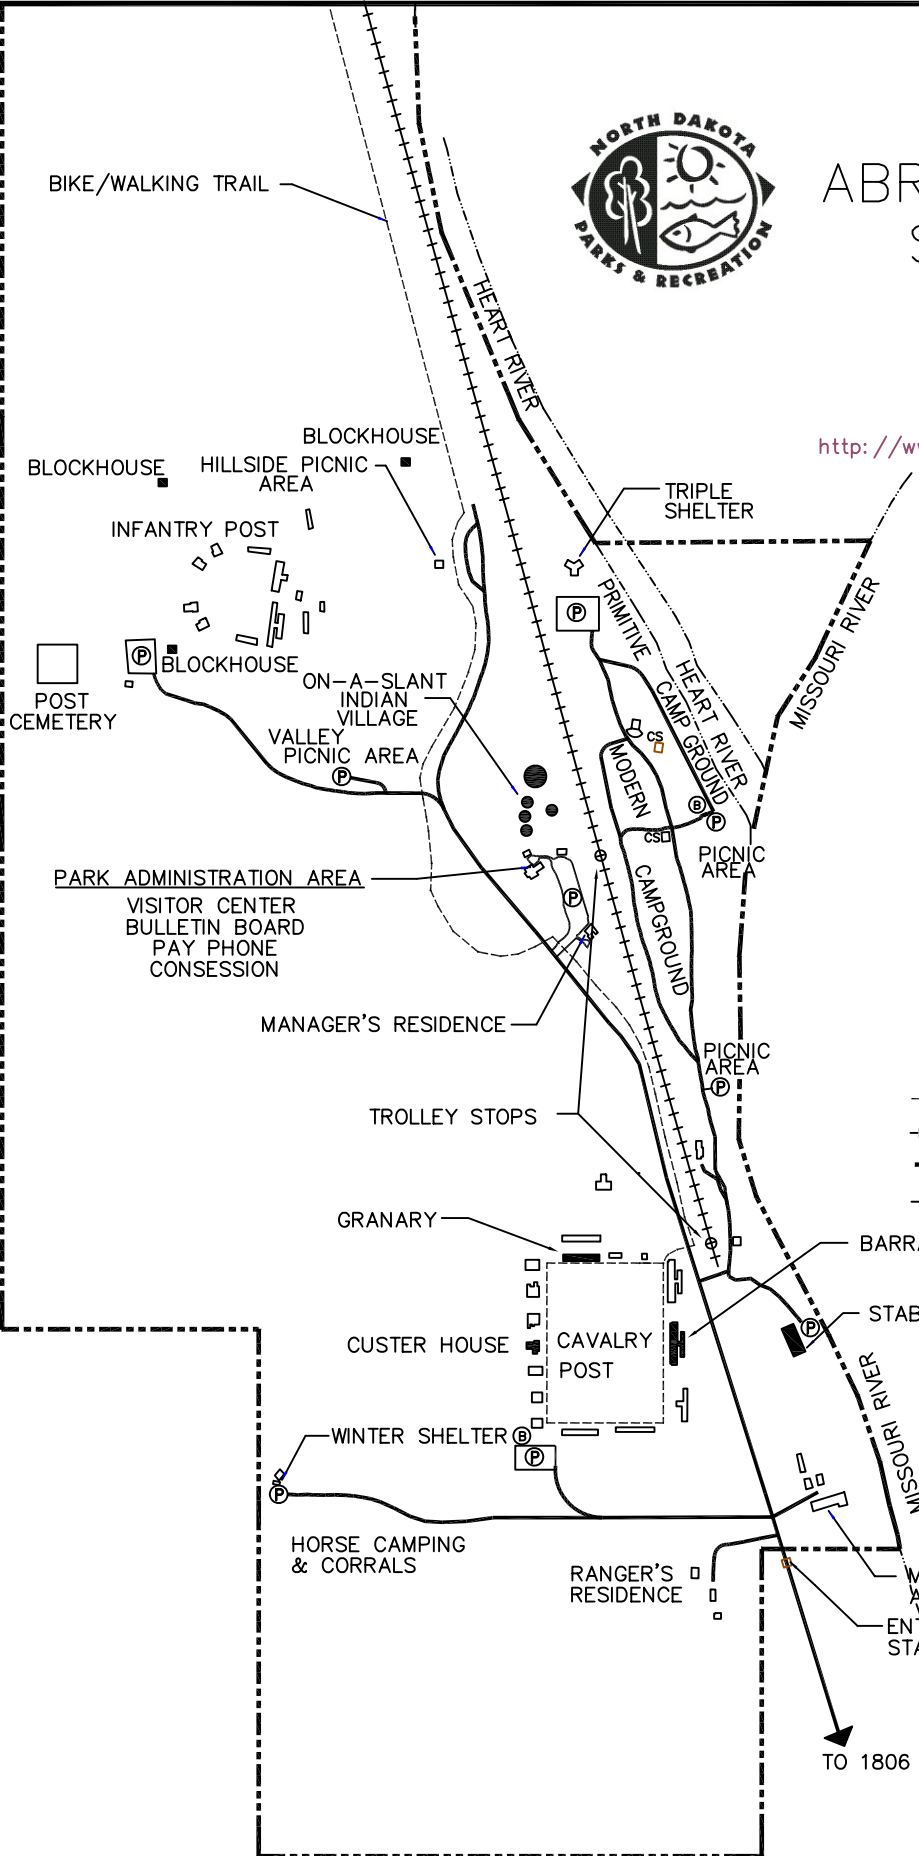 NORTH DAKOTA
PARKS & RECREATION
ABR
S
BIKE/WALKING TRAIL
HEART RIVER
http://w
BLOCKHOUSE
BLOCKHOUSE
HILLSIDE PICNIC
AREA
TRIPLE
SHELTER
INFANTRY POST
P
PRIMITIVE
CAMP GROUND
HEART RIVER
MISSOURI RIVER
P
BLOCKHOUSE
POST
CEMETERY
ON-A-SLANT
INDIAN
VILLAGE
VALLEY
PICNIC AREA
P
CS
MODERN
CAMPGROUND
B
P
CS
PICNIC
AREA
PARK ADMINISTRATION AREA
VISITOR CENTER
BULLETIN BOARD
PAY PHONE
CONSESSION
P
MANAGER'S RESIDENCE
PICNIC
AREA
P
TROLLEY STOPS
GRANARY
BARRA
STAB
P
CUSTER HOUSE
CAVALRY
POST
MISSOURI RIVER
MISSOURI RIVER
WINTER SHELTER
B
P
P
HORSE CAMPING
& CORRALS
RANGER'S
RESIDENCE
M
A
ENT
STA
TO 1806